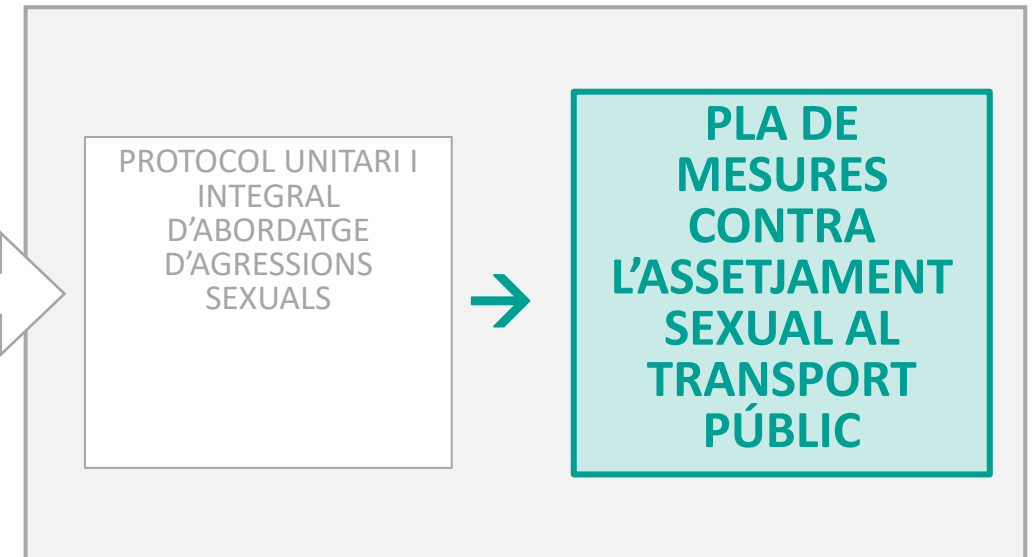 PROTOCOL UNITARI I
INTEGRAL
D’ABORDATGE
D’AGRESSIONS
SEXUALS
PLA DE
MESURES
CONTRA
L’ASSETJAMENT
SEXUAL AL
TRANSPORT
PÚBLIC